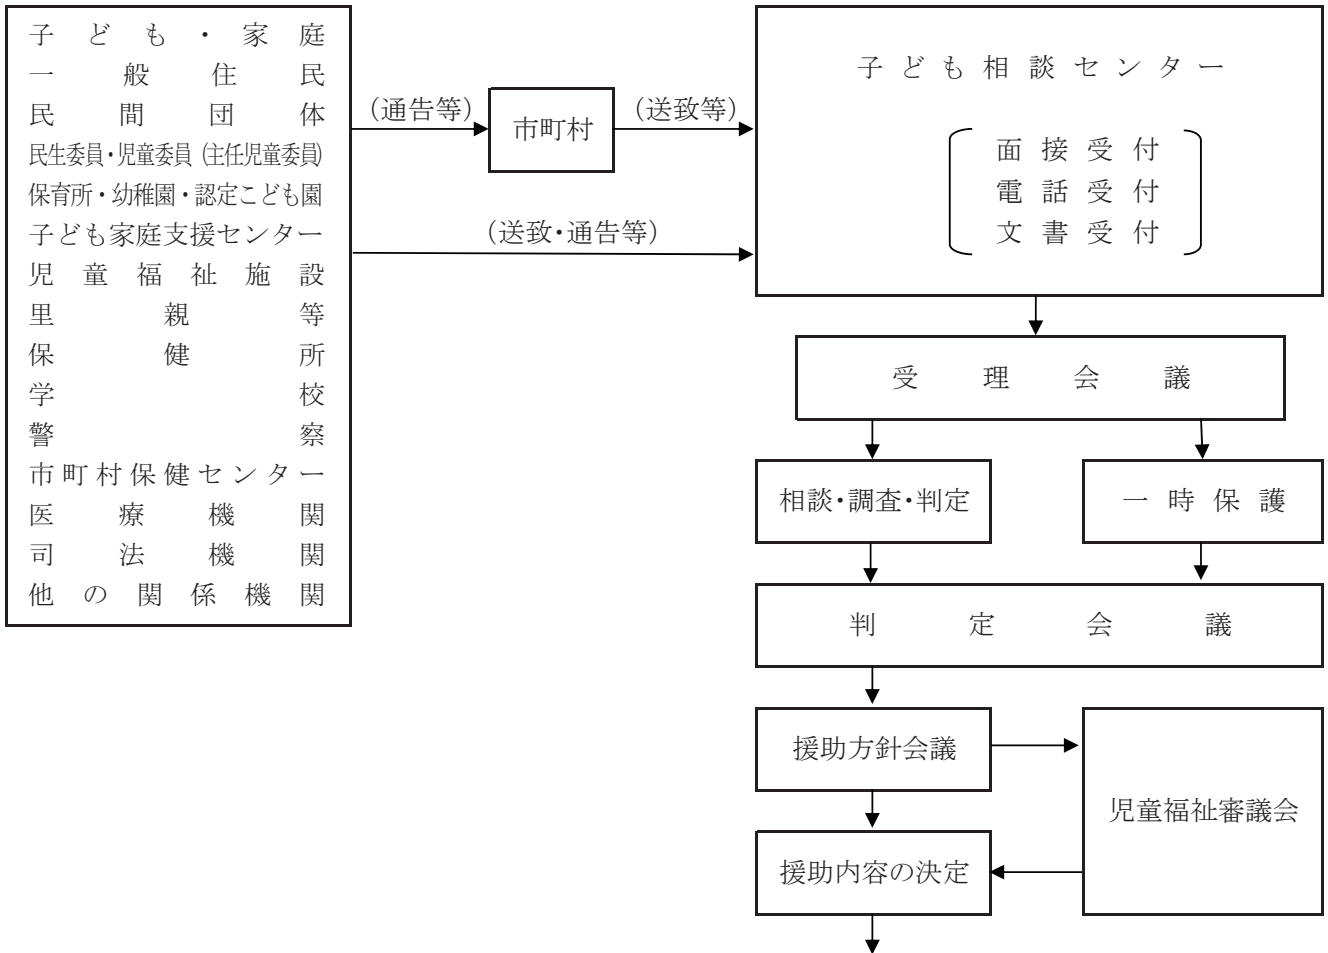 子ども・家庭
一般住民
民間団体
民生委員・児童委員（主任児童委員）
保育所・幼稚園・認定こども園
子ども家庭支援センター
児童福祉施設
里親等
保健所
学校
警察
市町村保健センター
医療機関
司法機関
他の関係機関
（通告等）
市町村
（送致等）
（送致・通告等）
子ども相談センター
面接受付
電話受付
文書受付
受理会議
相談・調査・判定
一時保護
判定会議
援助方針会議
児童福祉審議会
援助内容の決定